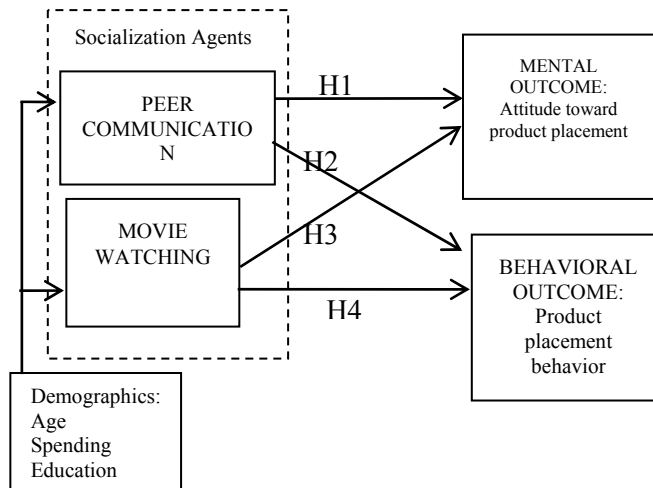 Socialization Agents
PEER
COMMUNICATIO
N
H1
MENTAL
OUTCOME:
Attitude toward
product placement
H2
MOVIE
WATCHING
H3
H4
BEHAVIORAL
OUTCOME:
Product
placement
behavior
Demographics:
Age
Spending
Education